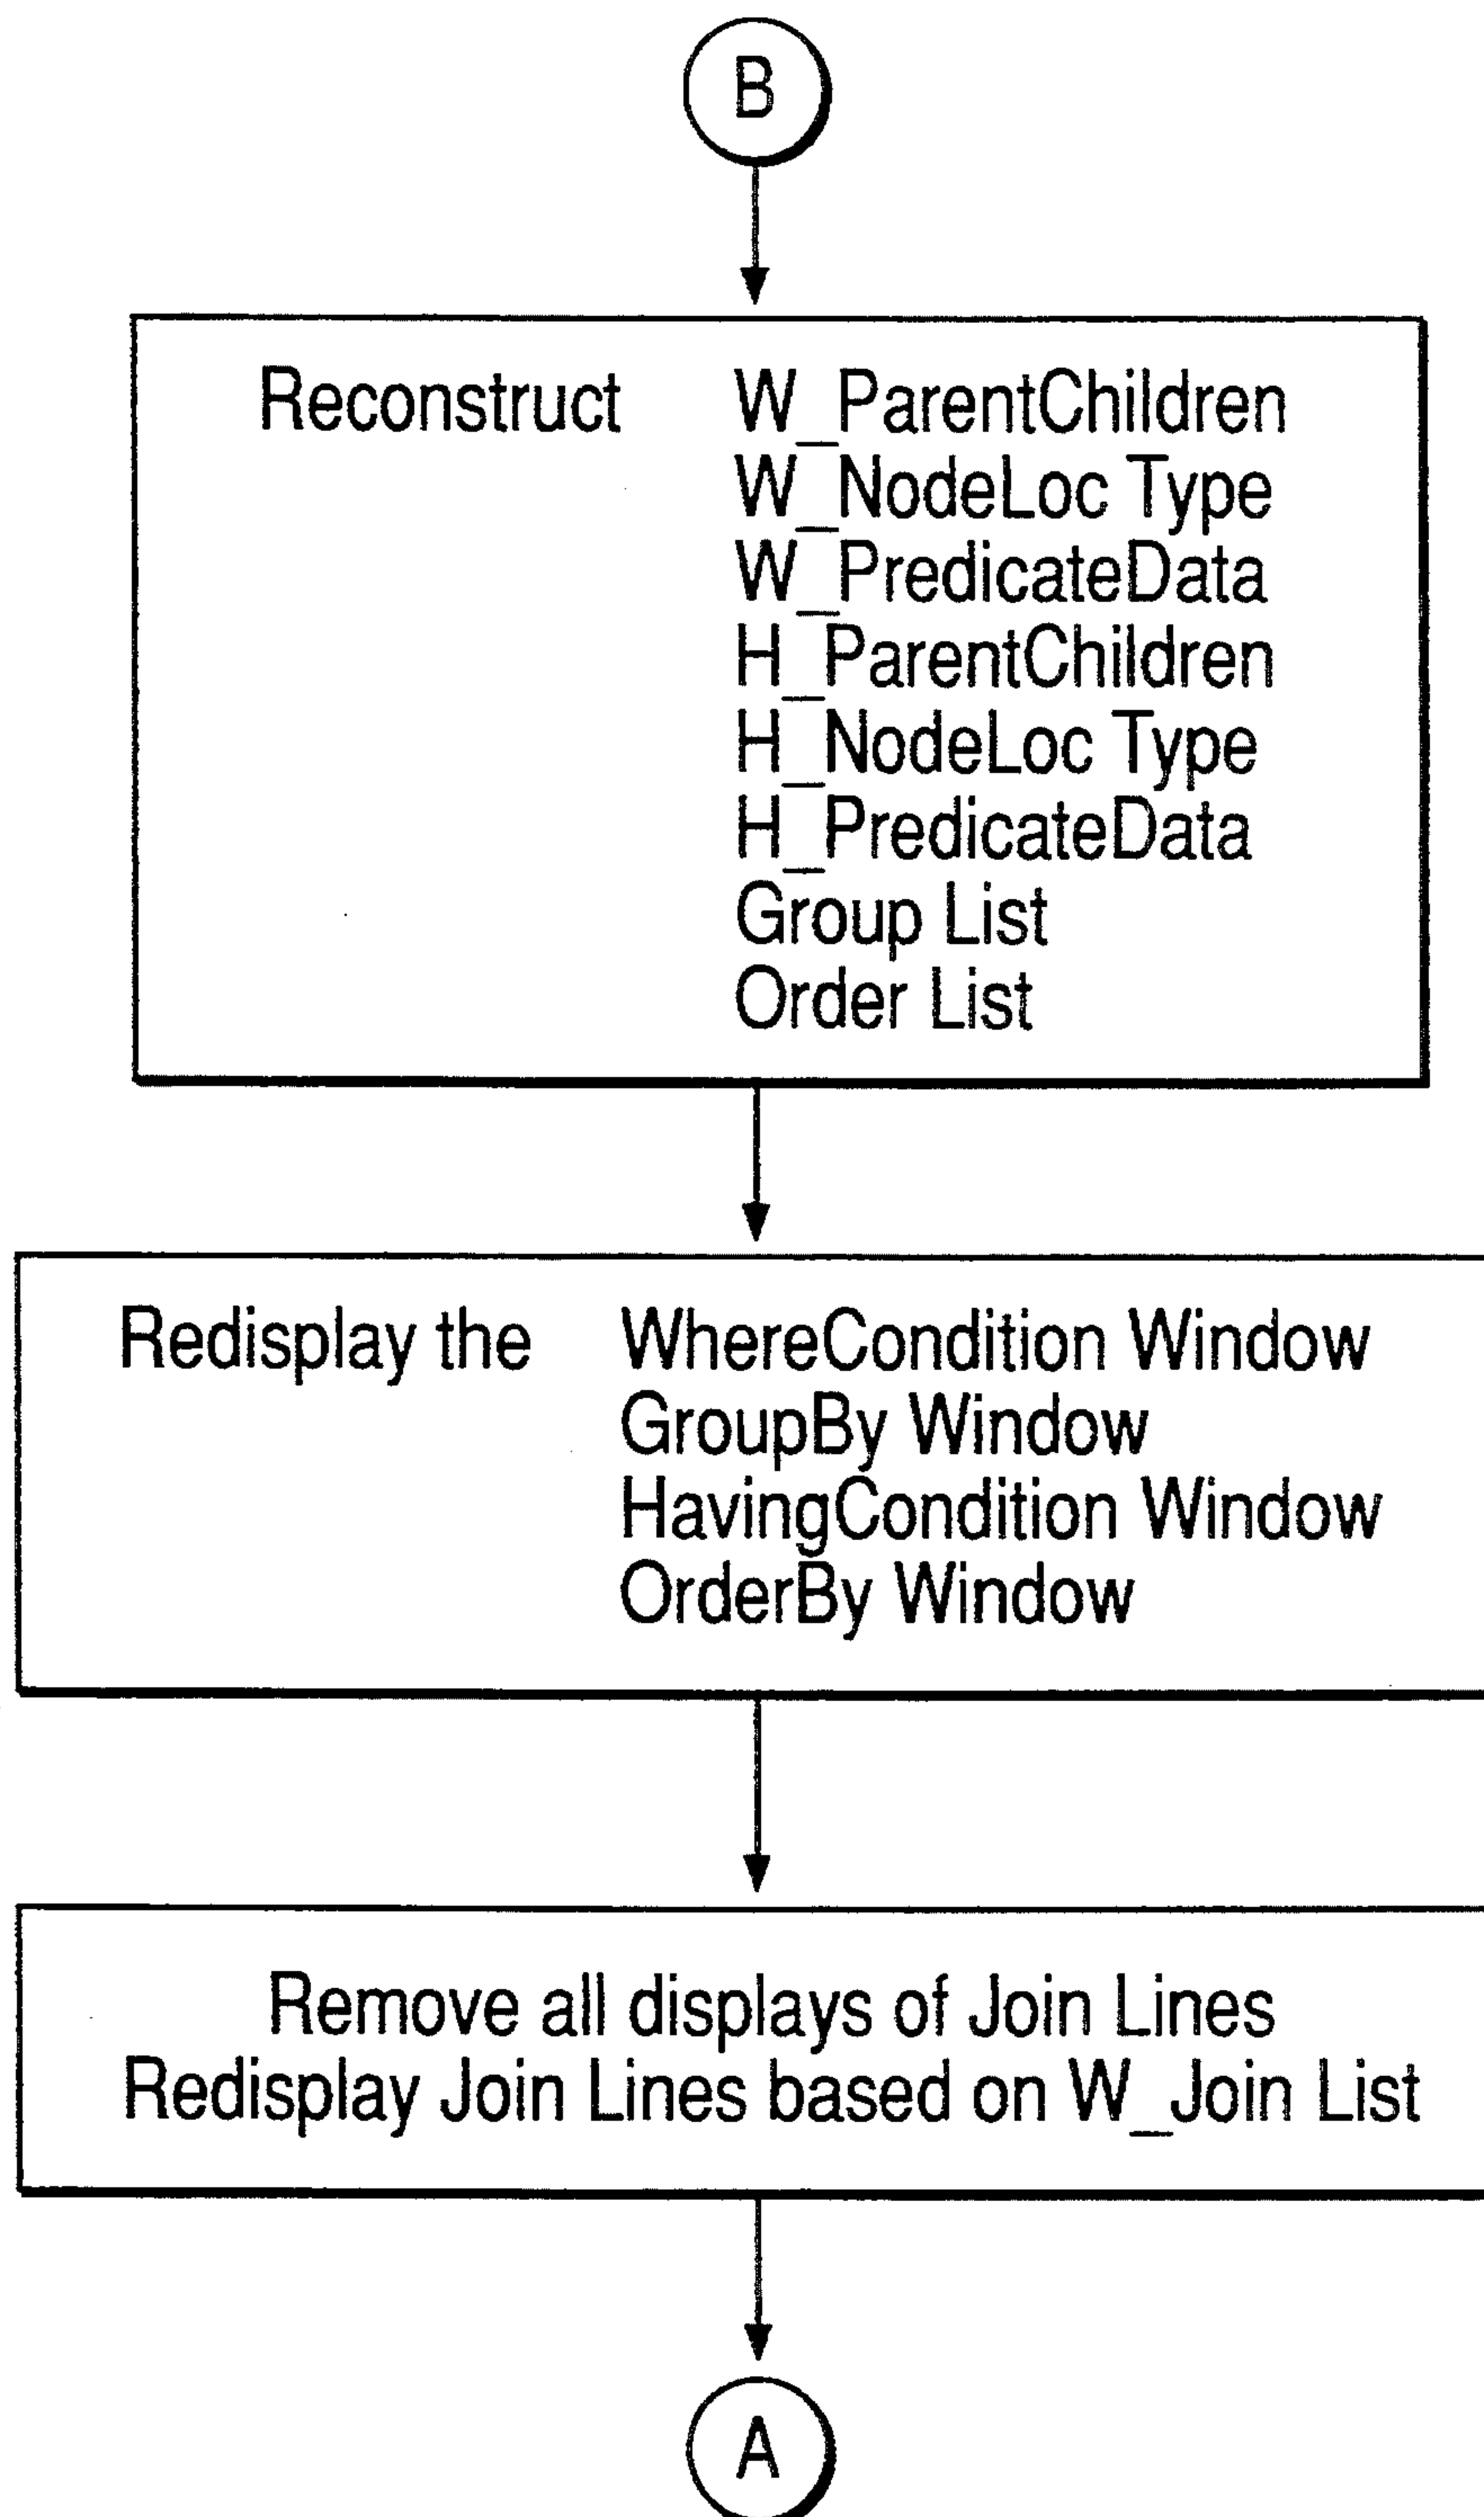 B
Reconstruct W_ParentChildren
W_NodeLoc Type
W_PredicateData
H_ParentChildren
H_NodeLoc Type
H_PredicateData
Group List
Order List
Redisplay the WhereCondition Window
GroupBy Window
HavingCondition Window
OrderBy Window
Remove all displays of Join Lines
Redisplay Join Lines based on W_Join List
A